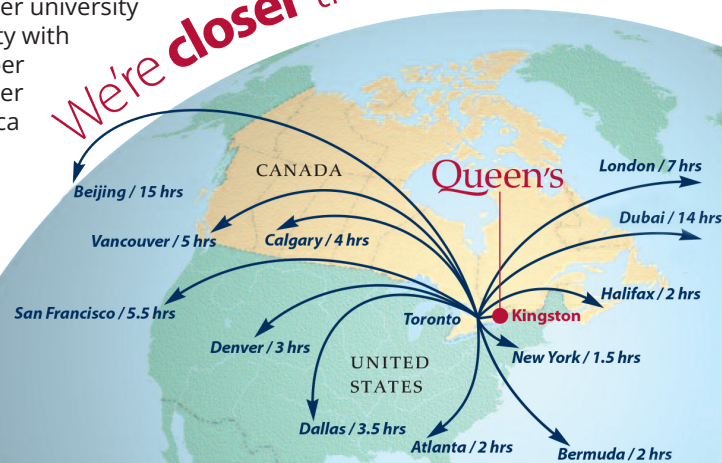 er university
ty with
er
er
ca
We're closer
CANADA
Queen's
London / 7 hrs
Beijing / 15 hrs
Dubai / 14 hrs
Vancouver / 5 hrs
Calgary / 4 hrs
Halifax / 2 hrs
San Francisco / 5.5 hrs
Toronto
Kingston
Denver / 3 hrs
New York / 1.5 hrs
UNITED
STATES
Dallas / 3.5 hrs
Atlanta / 2 hrs
Bermuda / 2 hrs